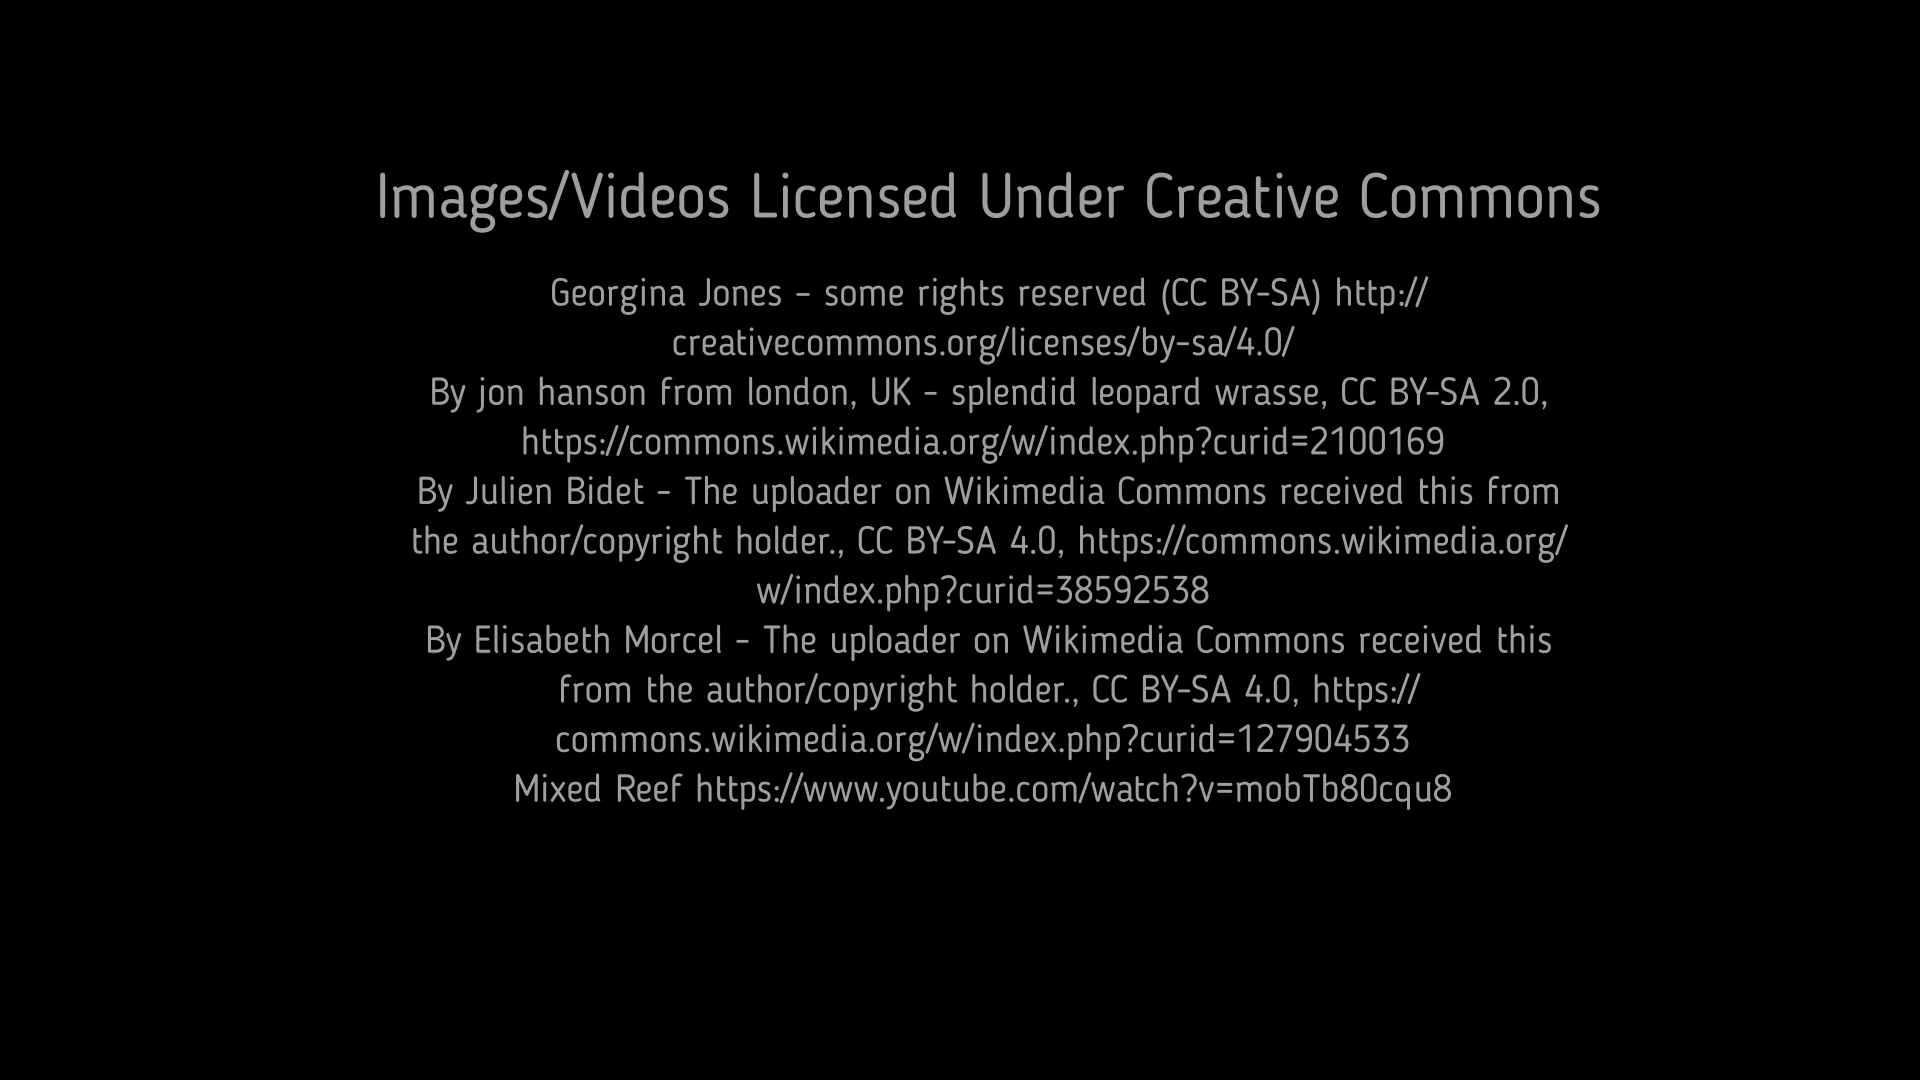 Images/Videos Licensed Under Creative Commons
Georgina Jones - some rights reserved (CC BY-SA) http://
creativecommons.org/licenses/by-sa/4.0/
By jon hanson from london, UK - splendid leopard wrasse, CC BY-SA 2.0,
https://commons.wikimedia.org/w/index.php?curid=2100169
By Julien Bidet - The uploader on Wikimedia Commons received this from
the author/copyright holder., CC BY-SA 4.0, https://commons.wikimedia.org/
w/index.php?curid=38592538
By Elisabeth Morcel - The uploader on Wikimedia Commons received this
from the author/copyright holder., CC BY-SA 4.0, https://
commons.wikimedia.org/w/index.php?curid=127904533
Mixed Reef https://www.youtube.com/watch?v=mobTb80cqu8